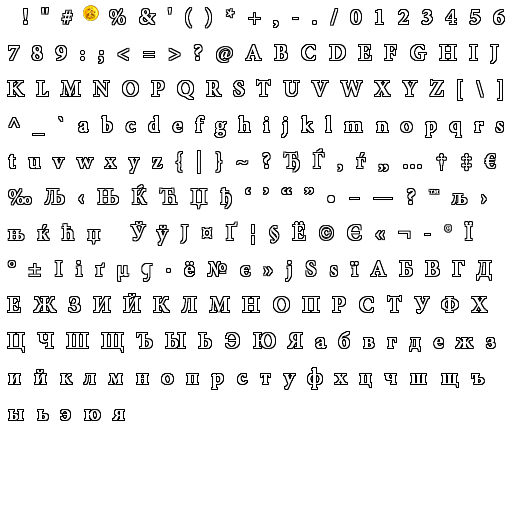 ! " # % & ' ( ) * + , - . / 0 1 2 3 4 5 6
7 8 9 : ; < = > ? @ A B C D E F G H I J
K L M N O P Q R S T U V W X Y Z [ \ ]
^ _ ` a b c d e f g h i j k l m n o p q r s
t u v w x y z { | } ~ ? Ђ Ѓ ‚ ѓ „ … † ‡ €
‰ Љ ‹ Њ Ќ Ћ Џ ђ ‘ ’ “ ” • – — ? ™ љ ›
њ ќ ћ џ Ў ў Ј ¤ Ґ ¦ § Ё © Є « ¬ - ® Ї
° ± І і ґ µ ¶ · ё № є » ј Ѕ ѕ ї А Б В Г Д
Е Ж З И Й К Л М Н О П Р С Т У Ф Х
Ц Ч Ш Щ Ъ Ы Ь Э Ю Я а б в г д е ж з
и й к л м н о п р с т у ф х ц ч ш щ ъ
ы ь э ю я